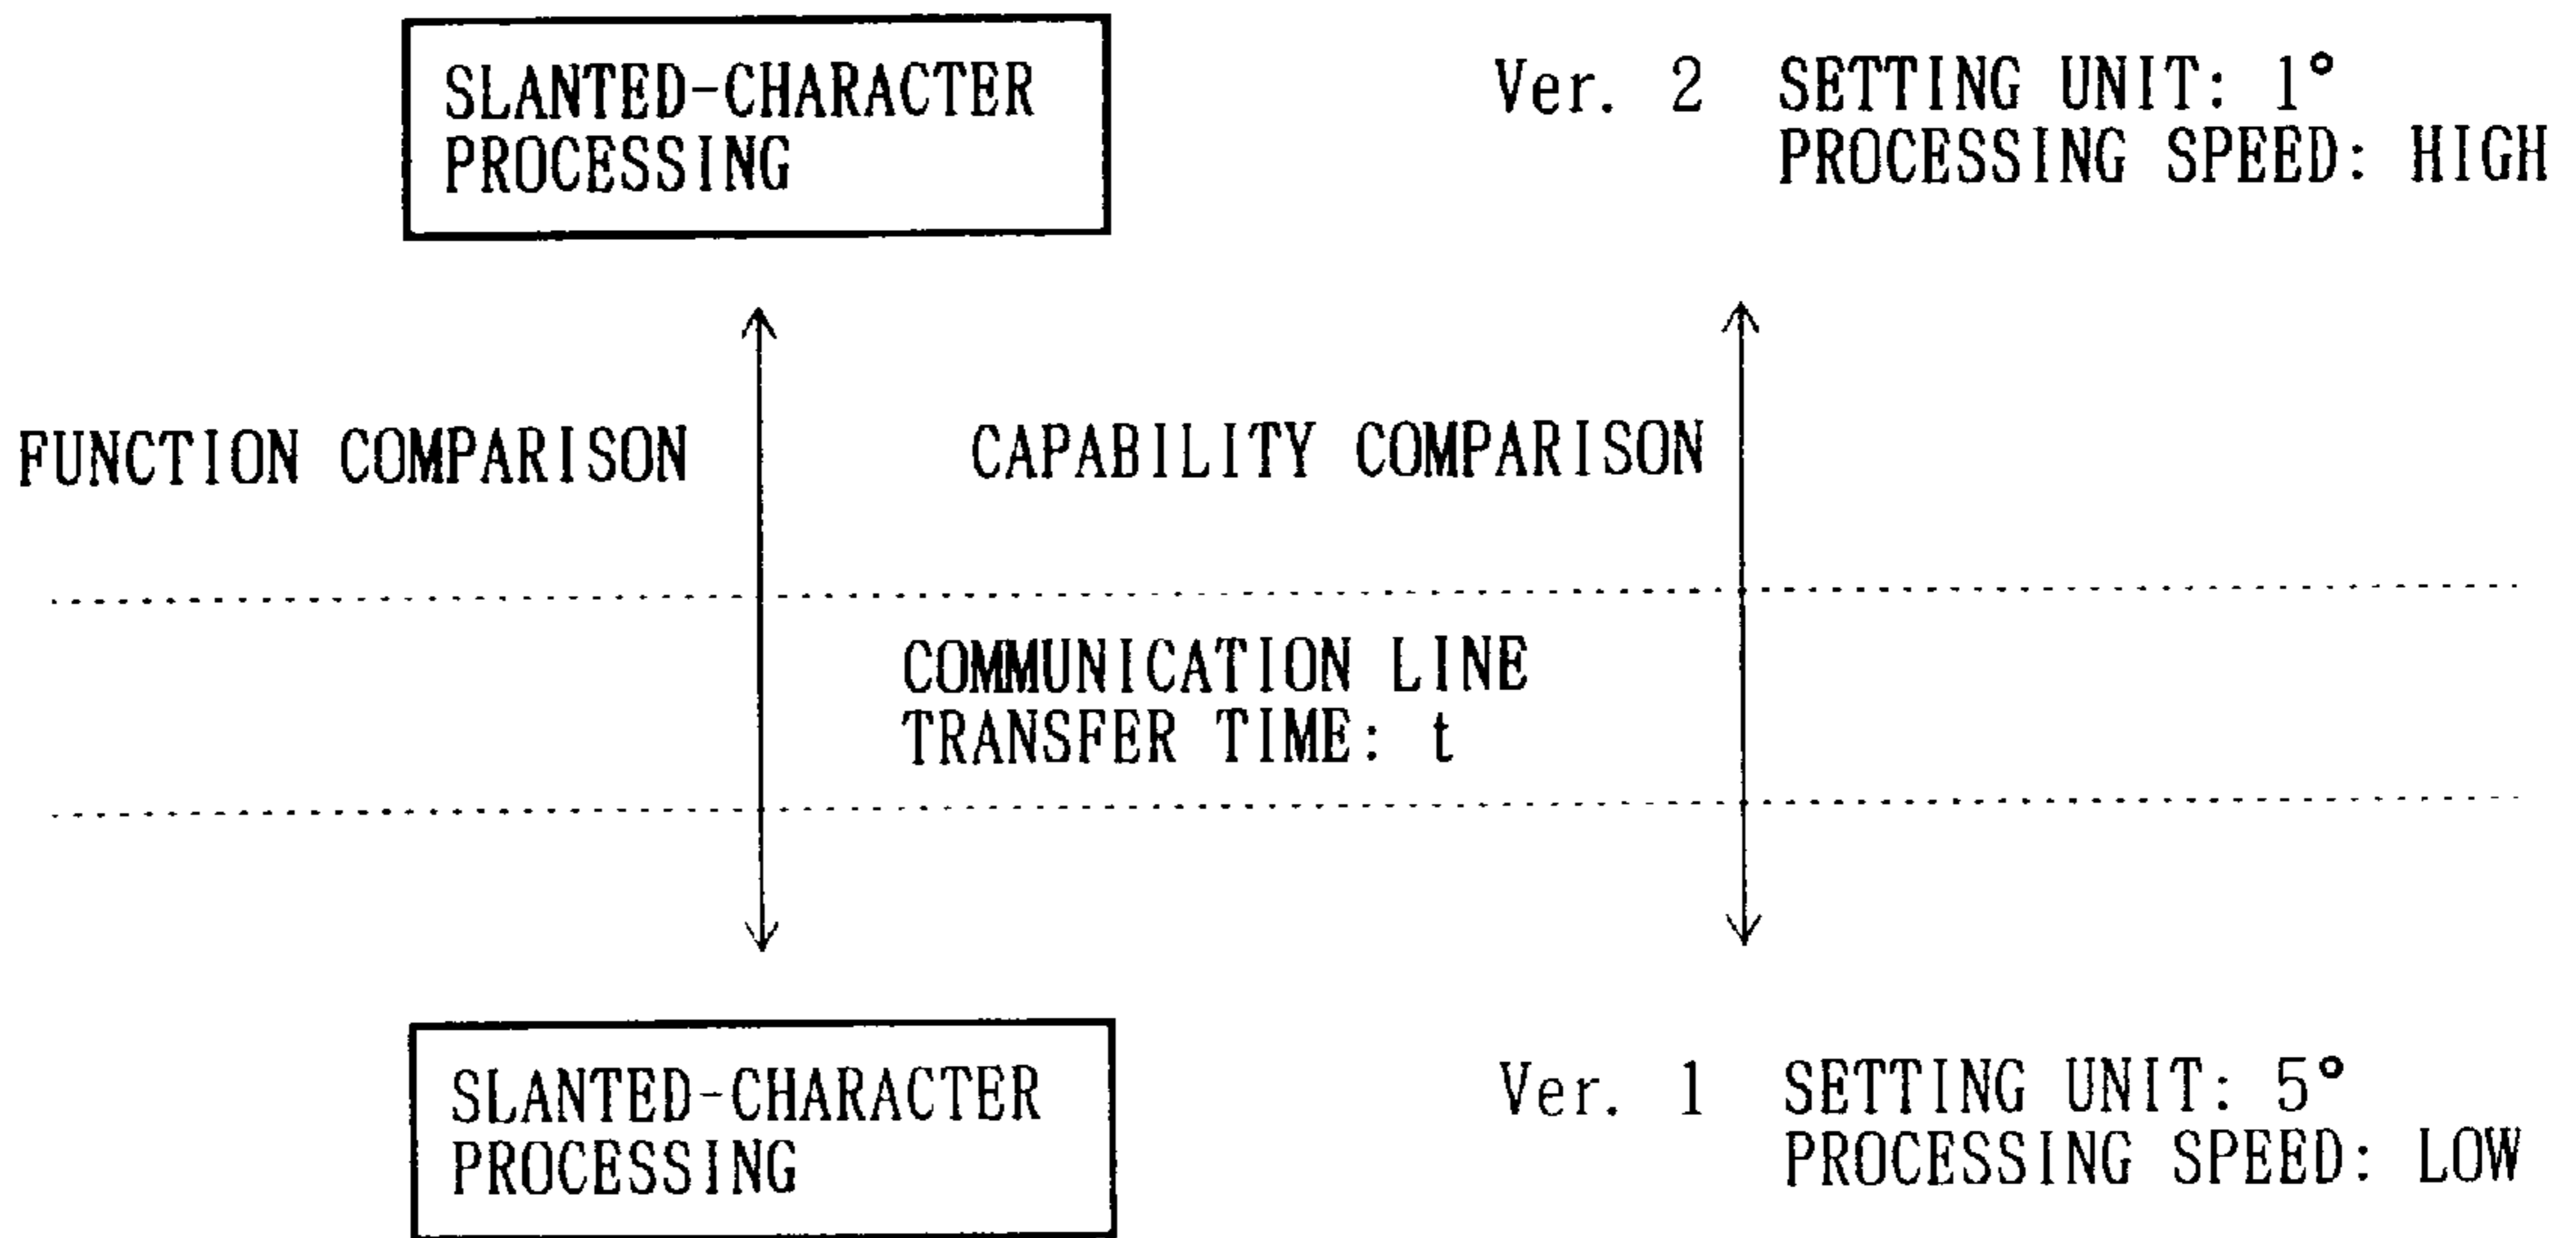 SLANTED-CHARACTER
PROCESSING
Ver. 2 SETTING UNIT: 1°
PROCESSING SPEED: HIGH
FUNCTION COMPARISON
CAPABILITY COMPARISON
COMMUNICATION LINE
TRANSFER TIME: t
SLANTED-CHARACTER
PROCESSING
Ver. 1 SETTING UNIT: 5°
PROCESSING SPEED: LOW